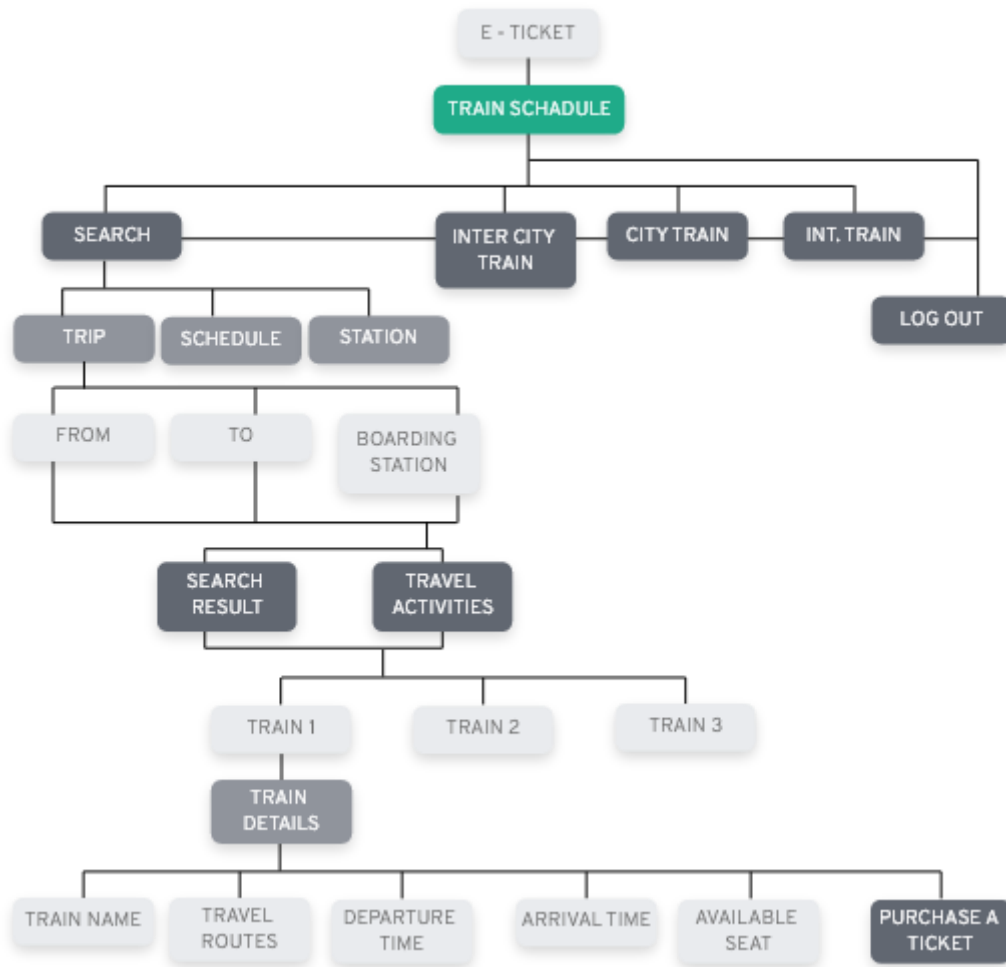 E - TICKET
TRAIN SCHADULE
SEARCH
INTER CITY
TRAIN
CITY TRAIN
INT. TRAIN
LOG OUT
TRIP
SCHEDULE
STATION
FROM
TO
BOARDING
STATION
SEARCH
RESULT
TRAVEL
ACTIVITIES
TRAIN 1
TRAIN 2
TRAIN 3
TRAIN
DETAILS
TRAIN NAME
TRAVEL
ROUTES
DEPARTURE
TIME
ARRIVAL TIME
AVAILABLE
SEAT
PURCHASE A
TICKET